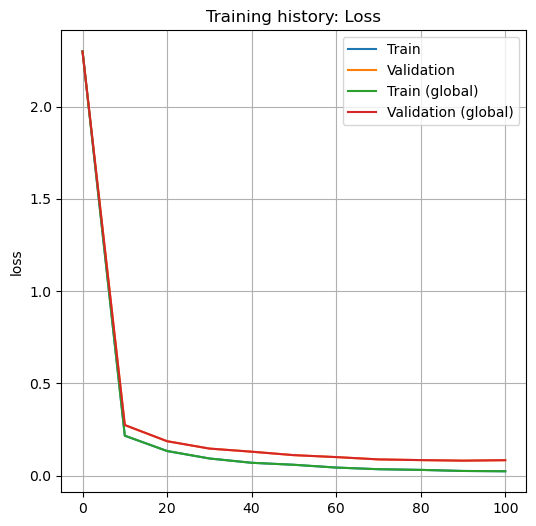 Training history: Loss
Train
Validation
Train (global)
Validation (global)
2.0
1.5
1.0
0.5
0.0
loss
0 20 40 60 80 100